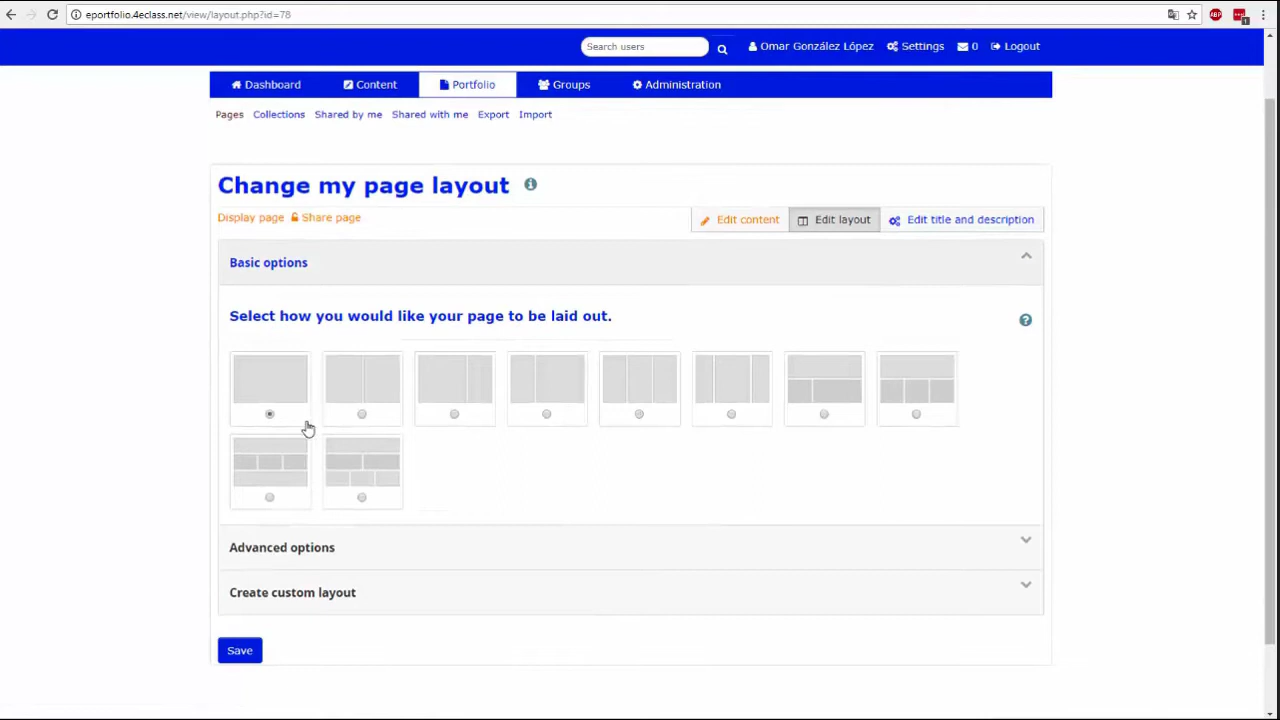 eportfolio.4eclass.net/view/layout.php?id=78
ABP
1
Search users
Omar González López
Settings
0
Logout
Dashboard
Content
Portfolio
Groups
Administration
Pages
Collections
Shared by me
Shared with me
Export
Import
Change my page layout
Display page
Share page
Edit content
Edit layout
Edit title and description
Basic options
Select how you would like your page to be laid out.
Advanced options
Create custom layout
Save